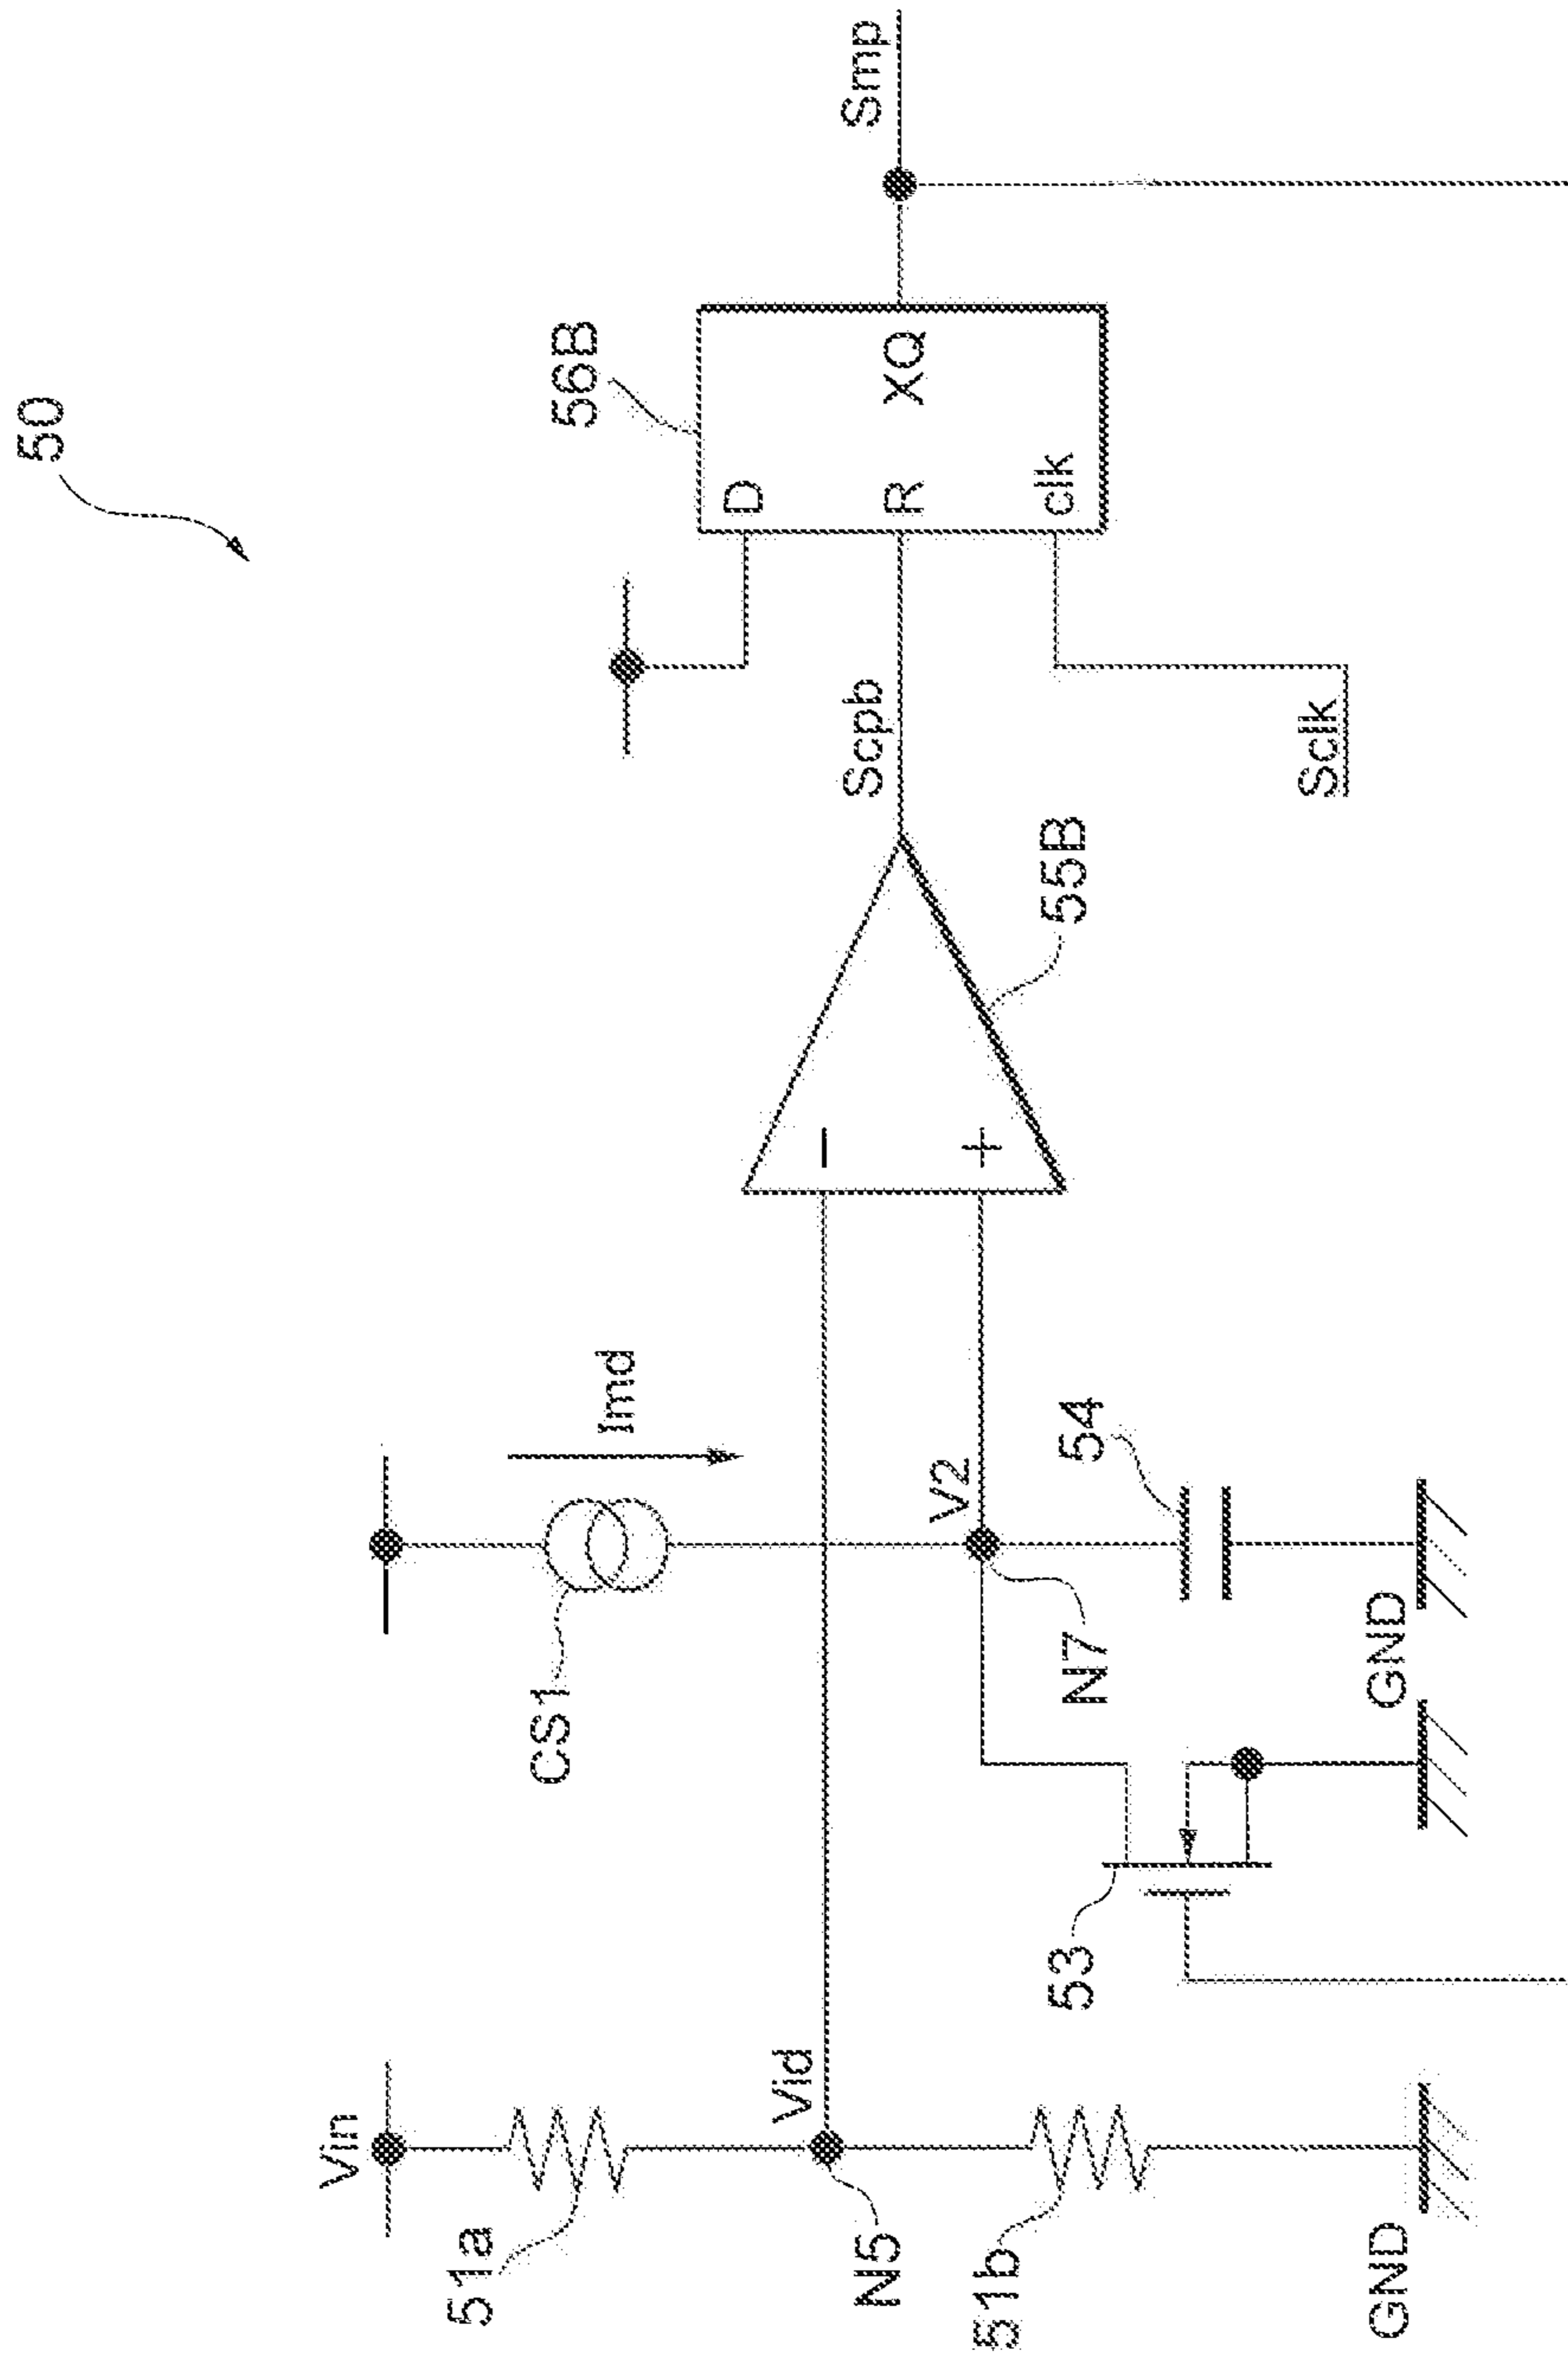 50
Vin
51a
Vid
N5
51b
GND
CS1
Imd
V2
N7
53
54
GND
−
+
55B
Scpb
56B
D
R
XQ
clk
Sclk
Smp